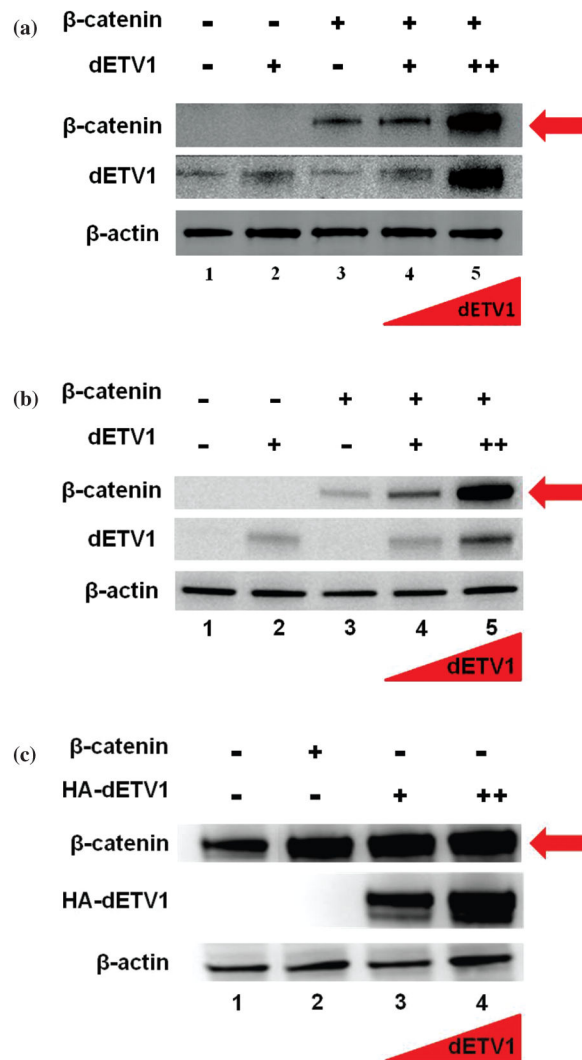 (a)
β-catenin - - + + +
dETV1 - + - + ++
β-catenin
dETV1
β-actin
1 2 3 4 5
dETV1
(b)
β-catenin - - + + +
dETV1 - + - + ++
β-catenin
dETV1
β-actin
1 2 3 4 5
dETV1
(c)
β-catenin - + - -
HA-dETV1 - - + ++
β-catenin
HA-dETV1
β-actin
1 2 3 4
dETV1